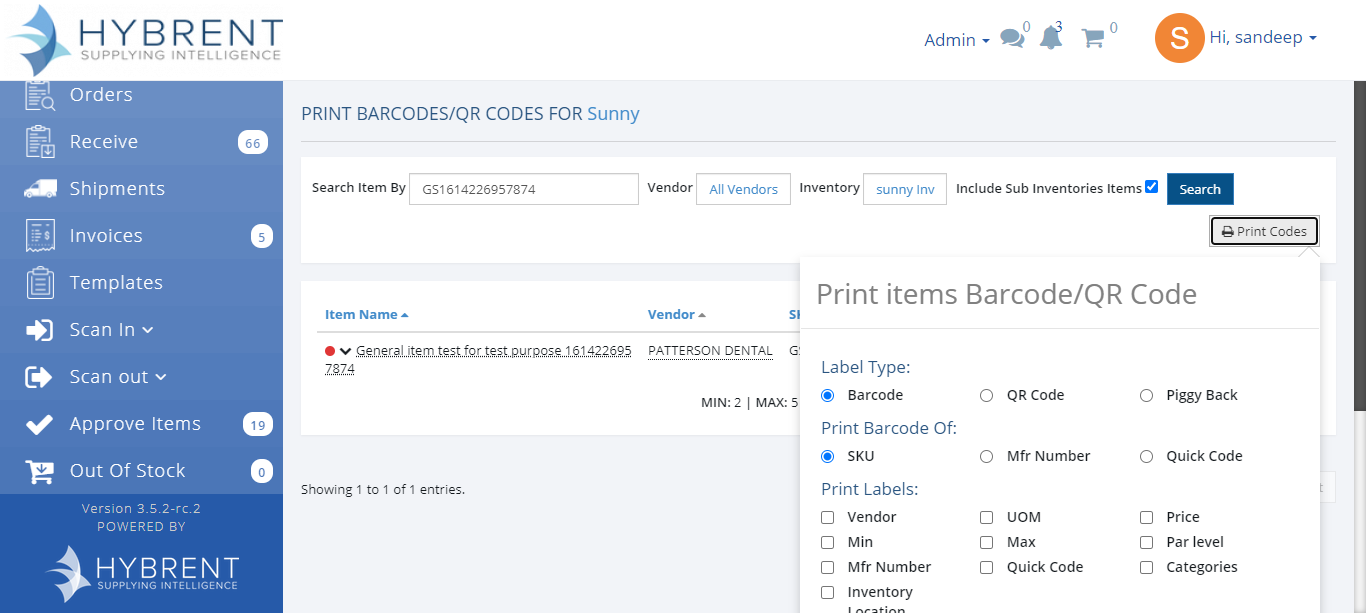 HYBRENT
SUPPLYING INTELLIGENCE
Admin
0
3
0
S
Hi, sandeep
Orders
Receive 66
Shipments
Invoices 5
Templates
Scan In
Scan out
Approve Items 19
Out Of Stock 0
Version 3.5.2-rc.2
POWERED BY
HYBRENT
SUPPLYING INTELLIGENCE
PRINT BARCODES/QR CODES FOR Sunny
Search Item By GS1614226957874 Vendor All Vendors Inventory sunny Inv Include Sub Inventories Items Search
Print Codes
Item Name Vendor
General item test for test purpose 161422695 PATTERSON DENTAL
7874
MIN: 2 | MAX: 5
Showing 1 to 1 of 1 entries.
Print items Barcode/QR Code
Label Type:
Barcode QR Code Piggy Back
Print Barcode Of:
SKU Mfr Number Quick Code
Print Labels:
Vendor UOM Price
Min Max Par level
Mfr Number Quick Code Categories
Inventory
Location